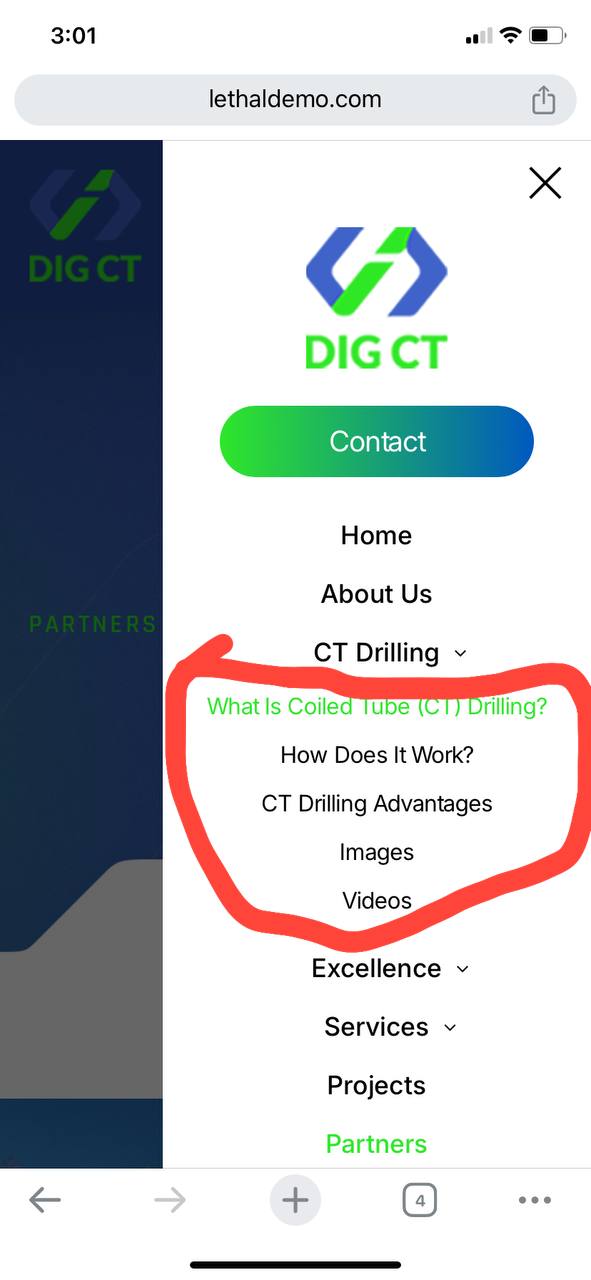 3:01
lethaldemo.com
DIG CT
DIG CT
Contact
Home
About Us
PARTNERS
CT Drilling
What Is Coiled Tube (CT) Drilling?
How Does It Work?
CT Drilling Advantages
Images
Videos
Excellence
Services
Projects
Partners
4